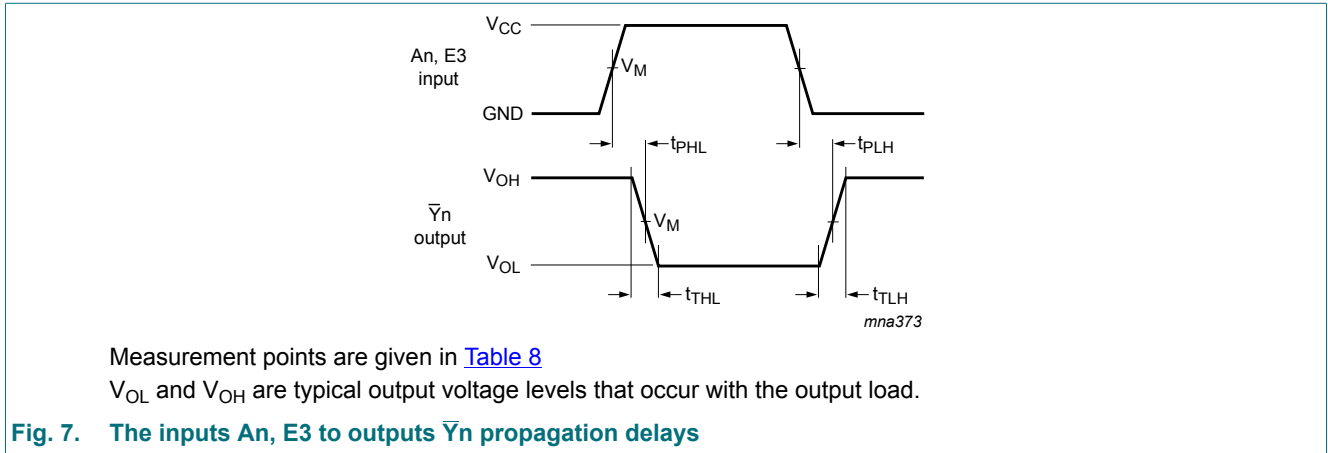 V_CC
An, E3
input
V_M
GND
t_PHL
t_PLH
V_OH
Y̅n
output
V_M
V_OL
t_THL
t_TLH
mna373
Measurement points are given in Table 8
V_OL and V_OH are typical output voltage levels that occur with the output load.
Fig. 7. The inputs An, E3 to outputs Y̅n propagation delays